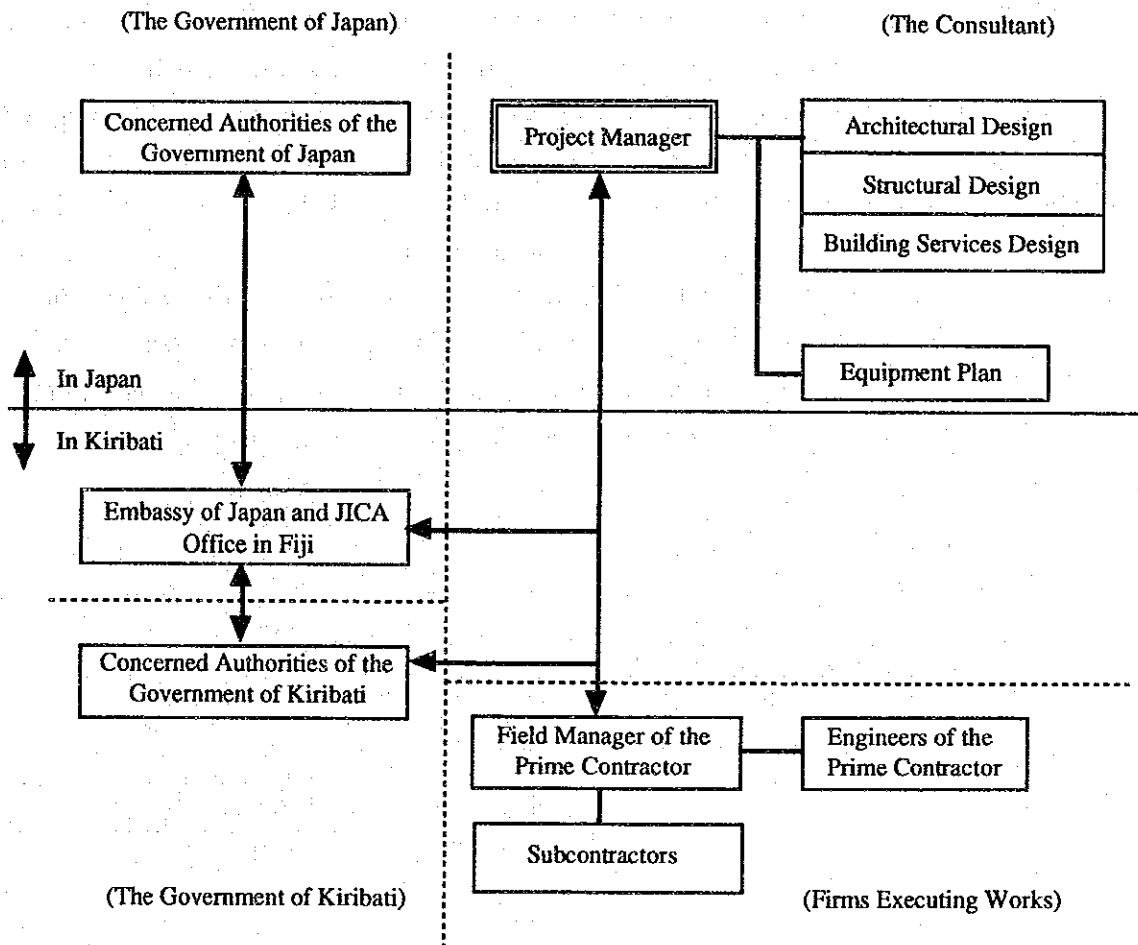 (The Government of Japan)
(The Consultant)
Concerned Authorities of the
Government of Japan
Project Manager
Architectural Design
Structural Design
Building Services Design
Equipment Plan
In Japan
In Kiribati
Embassy of Japan and JICA
Office in Fiji
Concerned Authorities of the
Government of Kiribati
Field Manager of the
Prime Contractor
Engineers of the
Prime Contractor
Subcontractors
(The Government of Kiribati)
(Firms Executing Works)